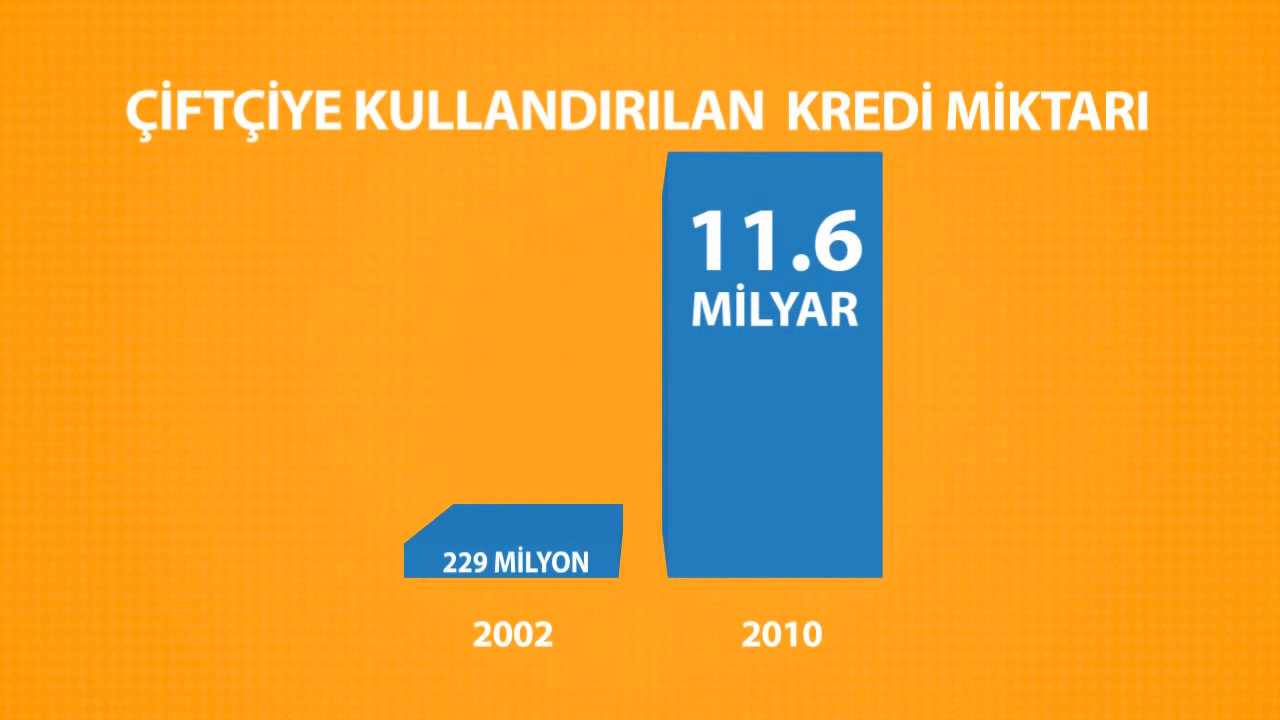 ÇİFTÇİYE KULLANDIRILAN KREDİ MİKTARI
11.6
MİLYAR
229 MİLYON
2002
2010